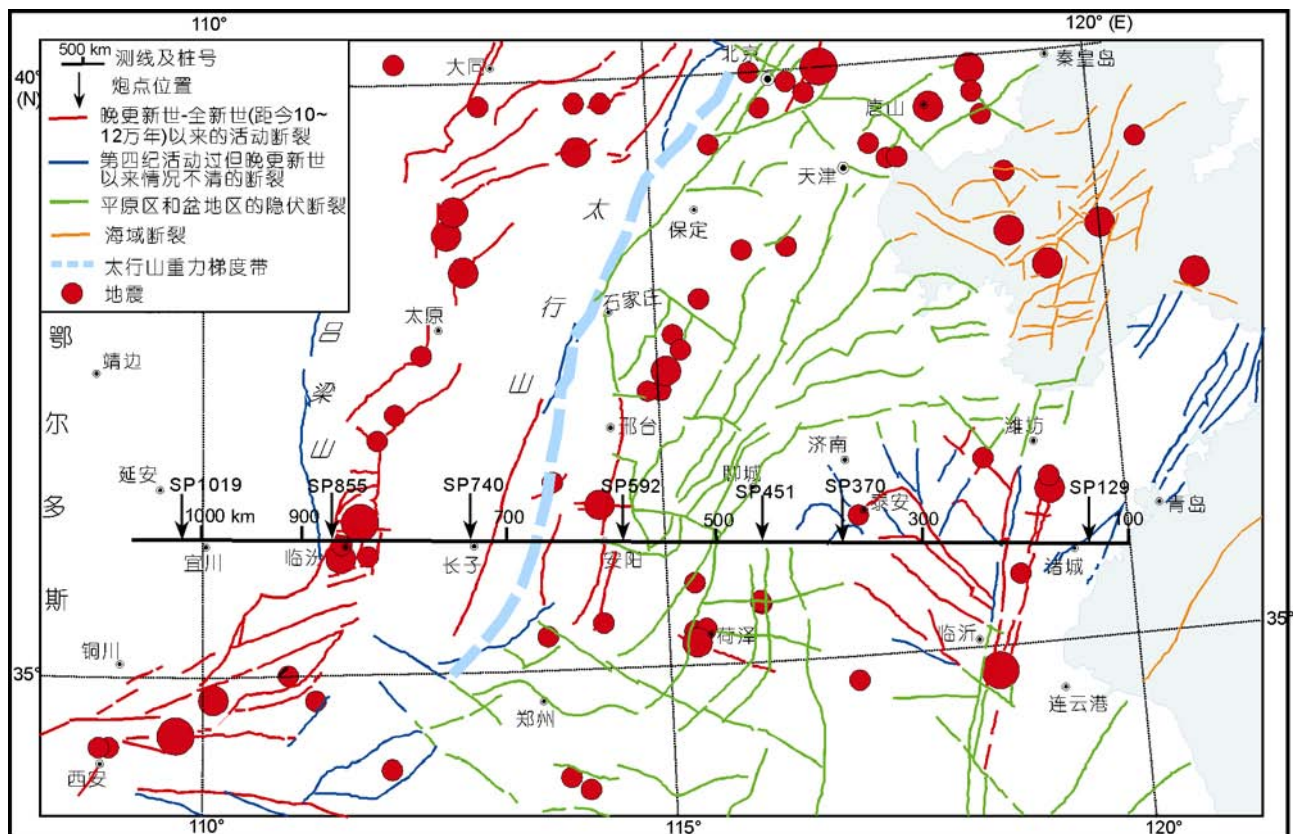 110°
120° (E)
500 km
测线及桩号
炮点位置
晚更新世-全新世(距今10~
12万年)以来的活动断裂
第四纪活动过但晚更新世
以来情况不清的断裂
平原区和盆地区的隐伏断裂
海域断裂
太行山重力梯度带
地震
40°
(N)
大同
北京
秦皇岛
唐山
天津
太
保定
行
石家庄
山
鄂
吕
太原
靖边
梁
尔
山
邢台
济南
潍坊
聊城
延安
SP1019
SP855
SP740
SP592
SP451
SP370
SP129
多
泰安
青岛
1000 km
900
700
500
300
100
宜川
临汾
长子
安阳
诸城
斯
35°
菏泽
临沂
铜川
35°
郑州
连云港
西安
110°
115°
120°